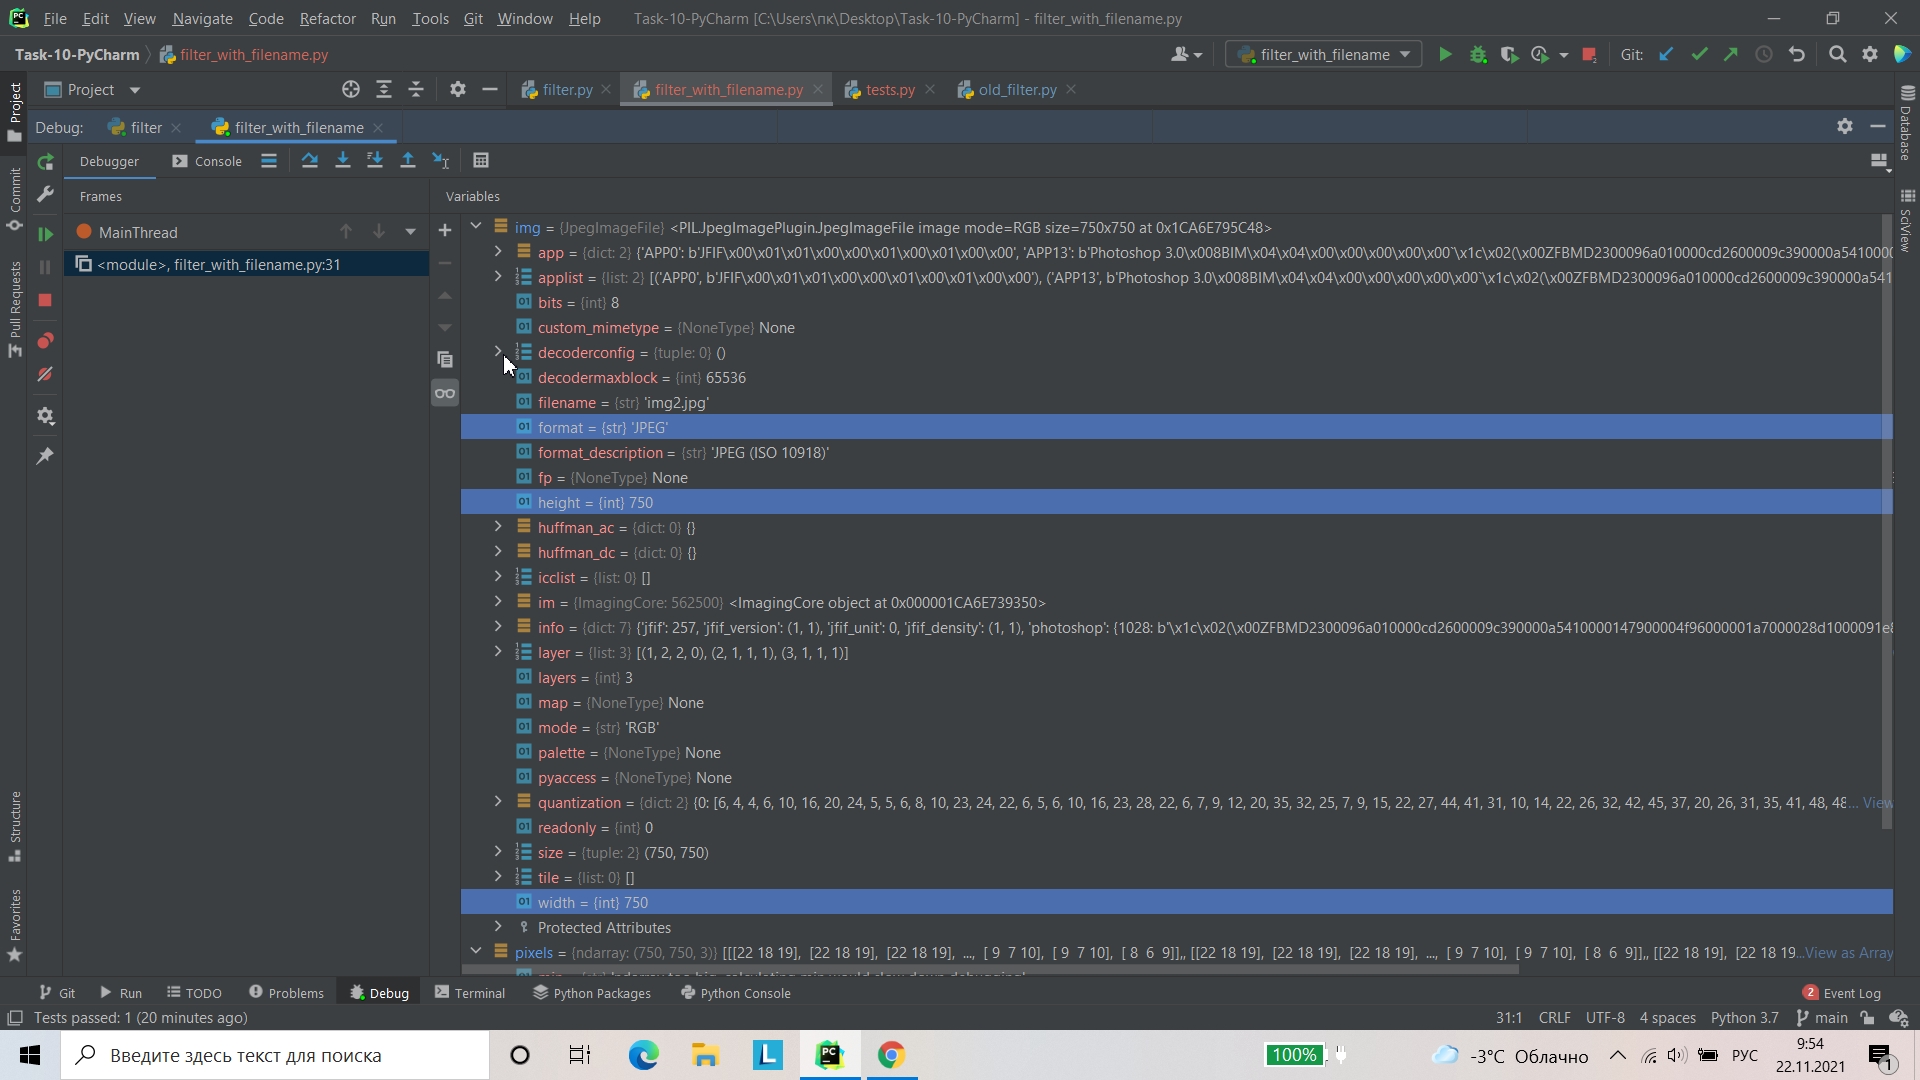 File Edit View Navigate Code Refactor Run Tools Git Window Help Task-10-PyCharm [C:\Users\пк\Desktop\Task-10-PyCharm] - filter_with_filename.py
Task-10-PyCharm filter_with_filename.py filter_with_filename Git:
Project filter.py filter_with_filename.py tests.py old_filter.py
Debug: filter filter_with_filename
Debugger Console
Frames Variables
MainThread
<module>, filter_with_filename.py:31
img = {JpegImageFile} <PIL.JpegImagePlugin.JpegImageFile image mode=RGB size=750x750 at 0x1CA6E795C48>
app = {dict: 2} {'APP0': b'JFIF\x00\x01\x01\x00\x00\x01\x00\x01\x00\x00', 'APP13': b'Photoshop 3.0\x008BIM\x04\x04\x00\x00\x00\x00\x00`\x1c\x02(\x00ZFBMD2300096a010000cd2600009c390000a541000
applist = {list: 2} [('APP0', b'JFIF\x00\x01\x01\x00\x00\x01\x00\x01\x00\x00'), ('APP13', b'Photoshop 3.0\x008BIM\x04\x04\x00\x00\x00\x00\x00`\x1c\x02(\x00ZFBMD2300096a010000cd2600009c390000a541
bits = {int} 8
custom_mimetype = {NoneType} None
decoderconfig = {tuple: 0} ()
decodermaxblock = {int} 65536
filename = {str} 'img2.jpg'
format = {str} 'JPEG'
format_description = {str} 'JPEG (ISO 10918)'
fp = {NoneType} None
height = {int} 750
huffman_ac = {dict: 0} {}
huffman_dc = {dict: 0} {}
icclist = {list: 0} []
im = {ImagingCore: 562500} <ImagingCore object at 0x000001CA6E739350>
info = {dict: 7} {'jfif': 257, 'jfif_version': (1, 1), 'jfif_unit': 0, 'jfif_density': (1, 1), 'photoshop': {1028: b'\x1c\x02(\x00ZFBMD2300096a010000cd2600009c390000a5410000147900004f96000001a7000028d1000091e
layer = {list: 3} [(1, 2, 2, 0), (2, 1, 1, 1), (3, 1, 1, 1)]
layers = {int} 3
map = {NoneType} None
mode = {str} 'RGB'
palette = {NoneType} None
pyaccess = {NoneType} None
quantization = {dict: 2} {0: [6, 4, 4, 6, 10, 16, 20, 24, 5, 5, 6, 8, 10, 23, 24, 22, 6, 5, 6, 10, 16, 23, 28, 22, 6, 7, 9, 12, 20, 35, 32, 25, 7, 9, 15, 22, 27, 44, 41, 31, 10, 14, 22, 26, 32, 42, 45, 37, 20, 26, 31, 35, 41, 48, 48... View
readonly = {int} 0
size = {tuple: 2} (750, 750)
tile = {list: 0} []
width = {int} 750
Protected Attributes
pixels = {ndarray: (750, 750, 3)} [[[22 18 19], [22 18 19], [22 18 19], ..., [ 9 7 10], [ 9 7 10], [ 8 6 9]],, [[22 18 19], [22 18 19], [22 18 19], ..., [ 9 7 10], [ 9 7 10], [ 8 6 9]],, [[22 18 19], [22 18 19...View as Array
Git Run TODO Problems Debug Terminal Python Packages Python Console 2 Event Log
Tests passed: 1 (20 minutes ago) 31:1 CRLF UTF-8 4 spaces Python 3.7 main
Введите здесь текст для поиска 100% -3°C Облачно РУС 9:54
22.11.2021 1
Project
Commit
Pull Requests
Structure
Favorites
Database
SciView